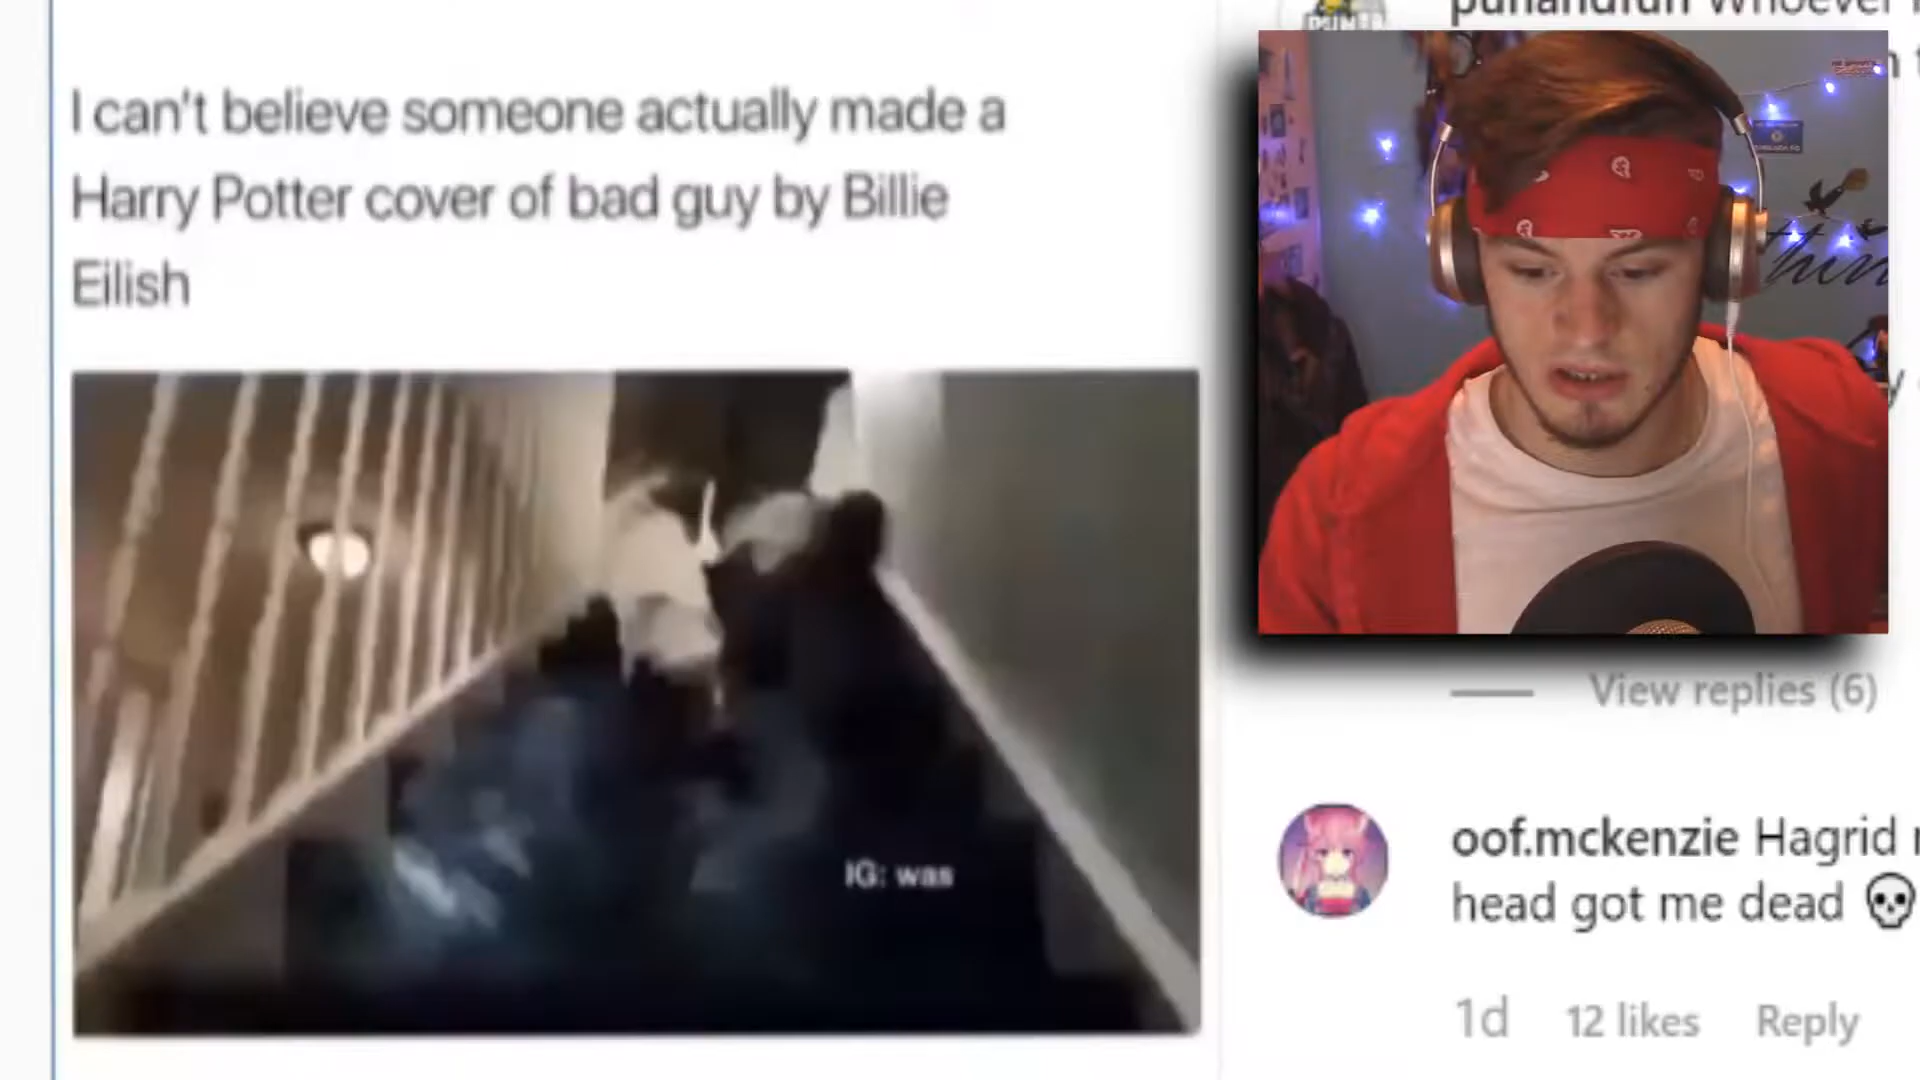 I can't believe someone actually made a
Harry Potter cover of bad guy by Billie
Eilish
IG: was
View replies (6)
oof.mckenzie Hagrid
head got me dead 💀
1d 12 likes Reply